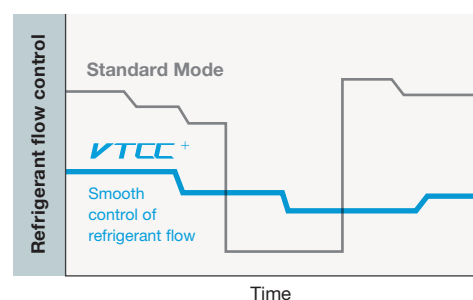 Refrigerant flow control
Standard Mode
VTCC +
Smooth
control of
refrigerant flow
Time